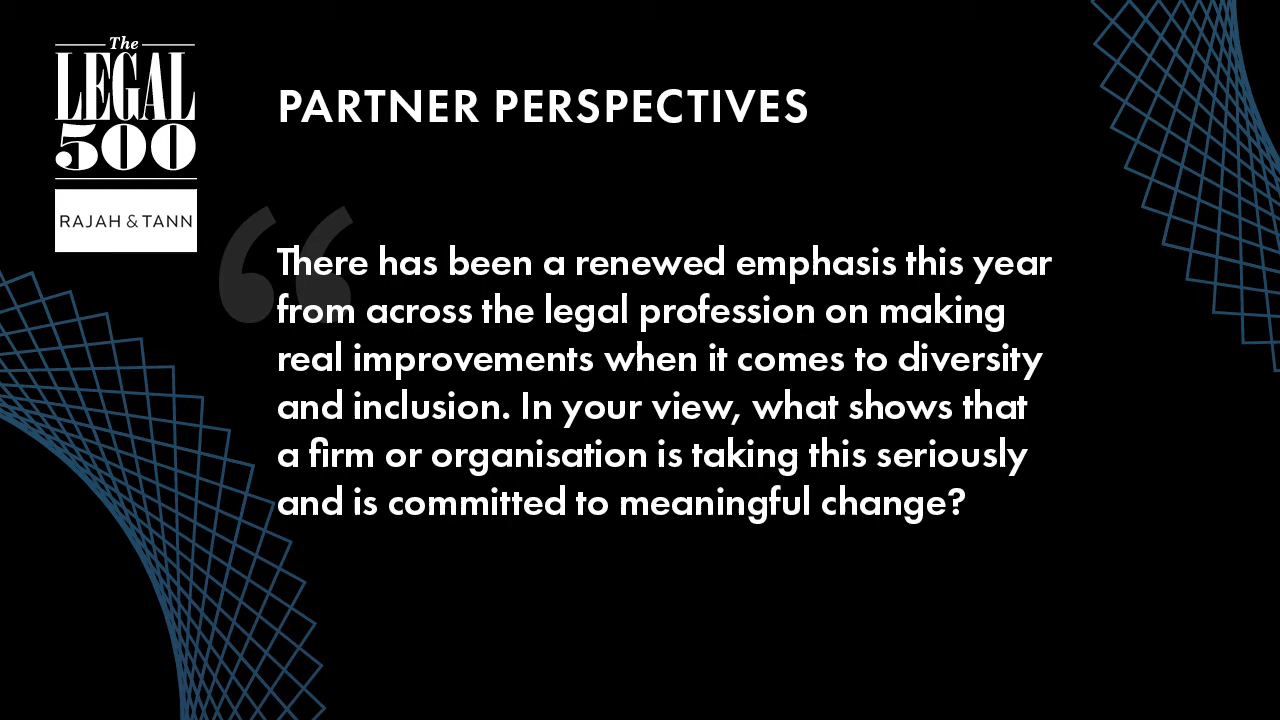 The
LEGAL
500
RAJAH & TANN
PARTNER PERSPECTIVES
“
There has been a renewed emphasis this year
from across the legal profession on making
real improvements when it comes to diversity
and inclusion. In your view, what shows that
a firm or organisation is taking this seriously
and is committed to meaningful change?